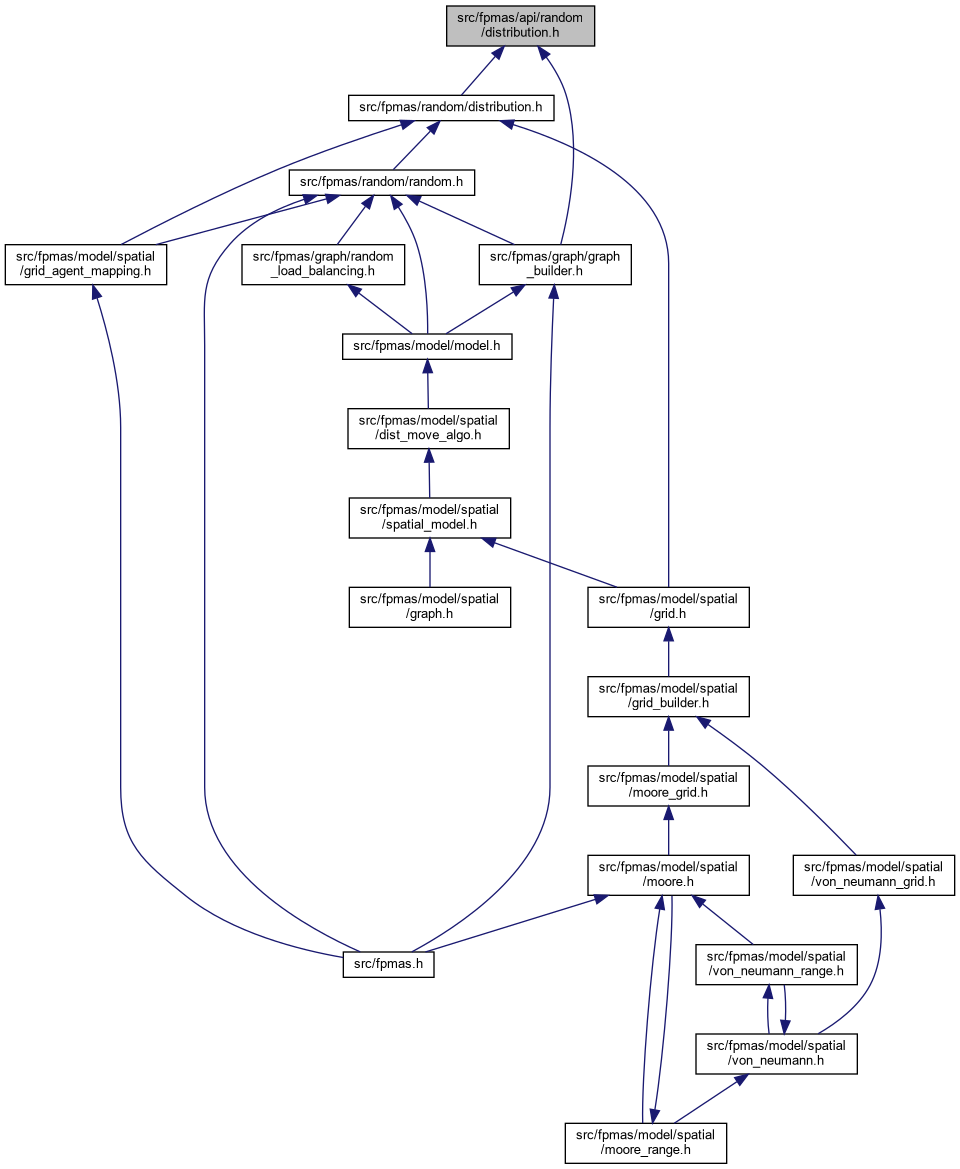 src/fpmas/api/random
/distribution.h
src/fpmas/random/distribution.h
src/fpmas/random/random.h
src/fpmas/model/spatial
/grid_agent_mapping.h
src/fpmas/graph/random
_load_balancing.h
src/fpmas/graph/graph
_builder.h
src/fpmas/model/model.h
src/fpmas/model/spatial
/dist_move_algo.h
src/fpmas/model/spatial
/spatial_model.h
src/fpmas/model/spatial
/graph.h
src/fpmas/model/spatial
/grid.h
src/fpmas/model/spatial
/grid_builder.h
src/fpmas/model/spatial
/moore_grid.h
src/fpmas/model/spatial
/moore.h
src/fpmas/model/spatial
/von_neumann_grid.h
src/fpmas.h
src/fpmas/model/spatial
/von_neumann_range.h
src/fpmas/model/spatial
/von_neumann.h
src/fpmas/model/spatial
/moore_range.h